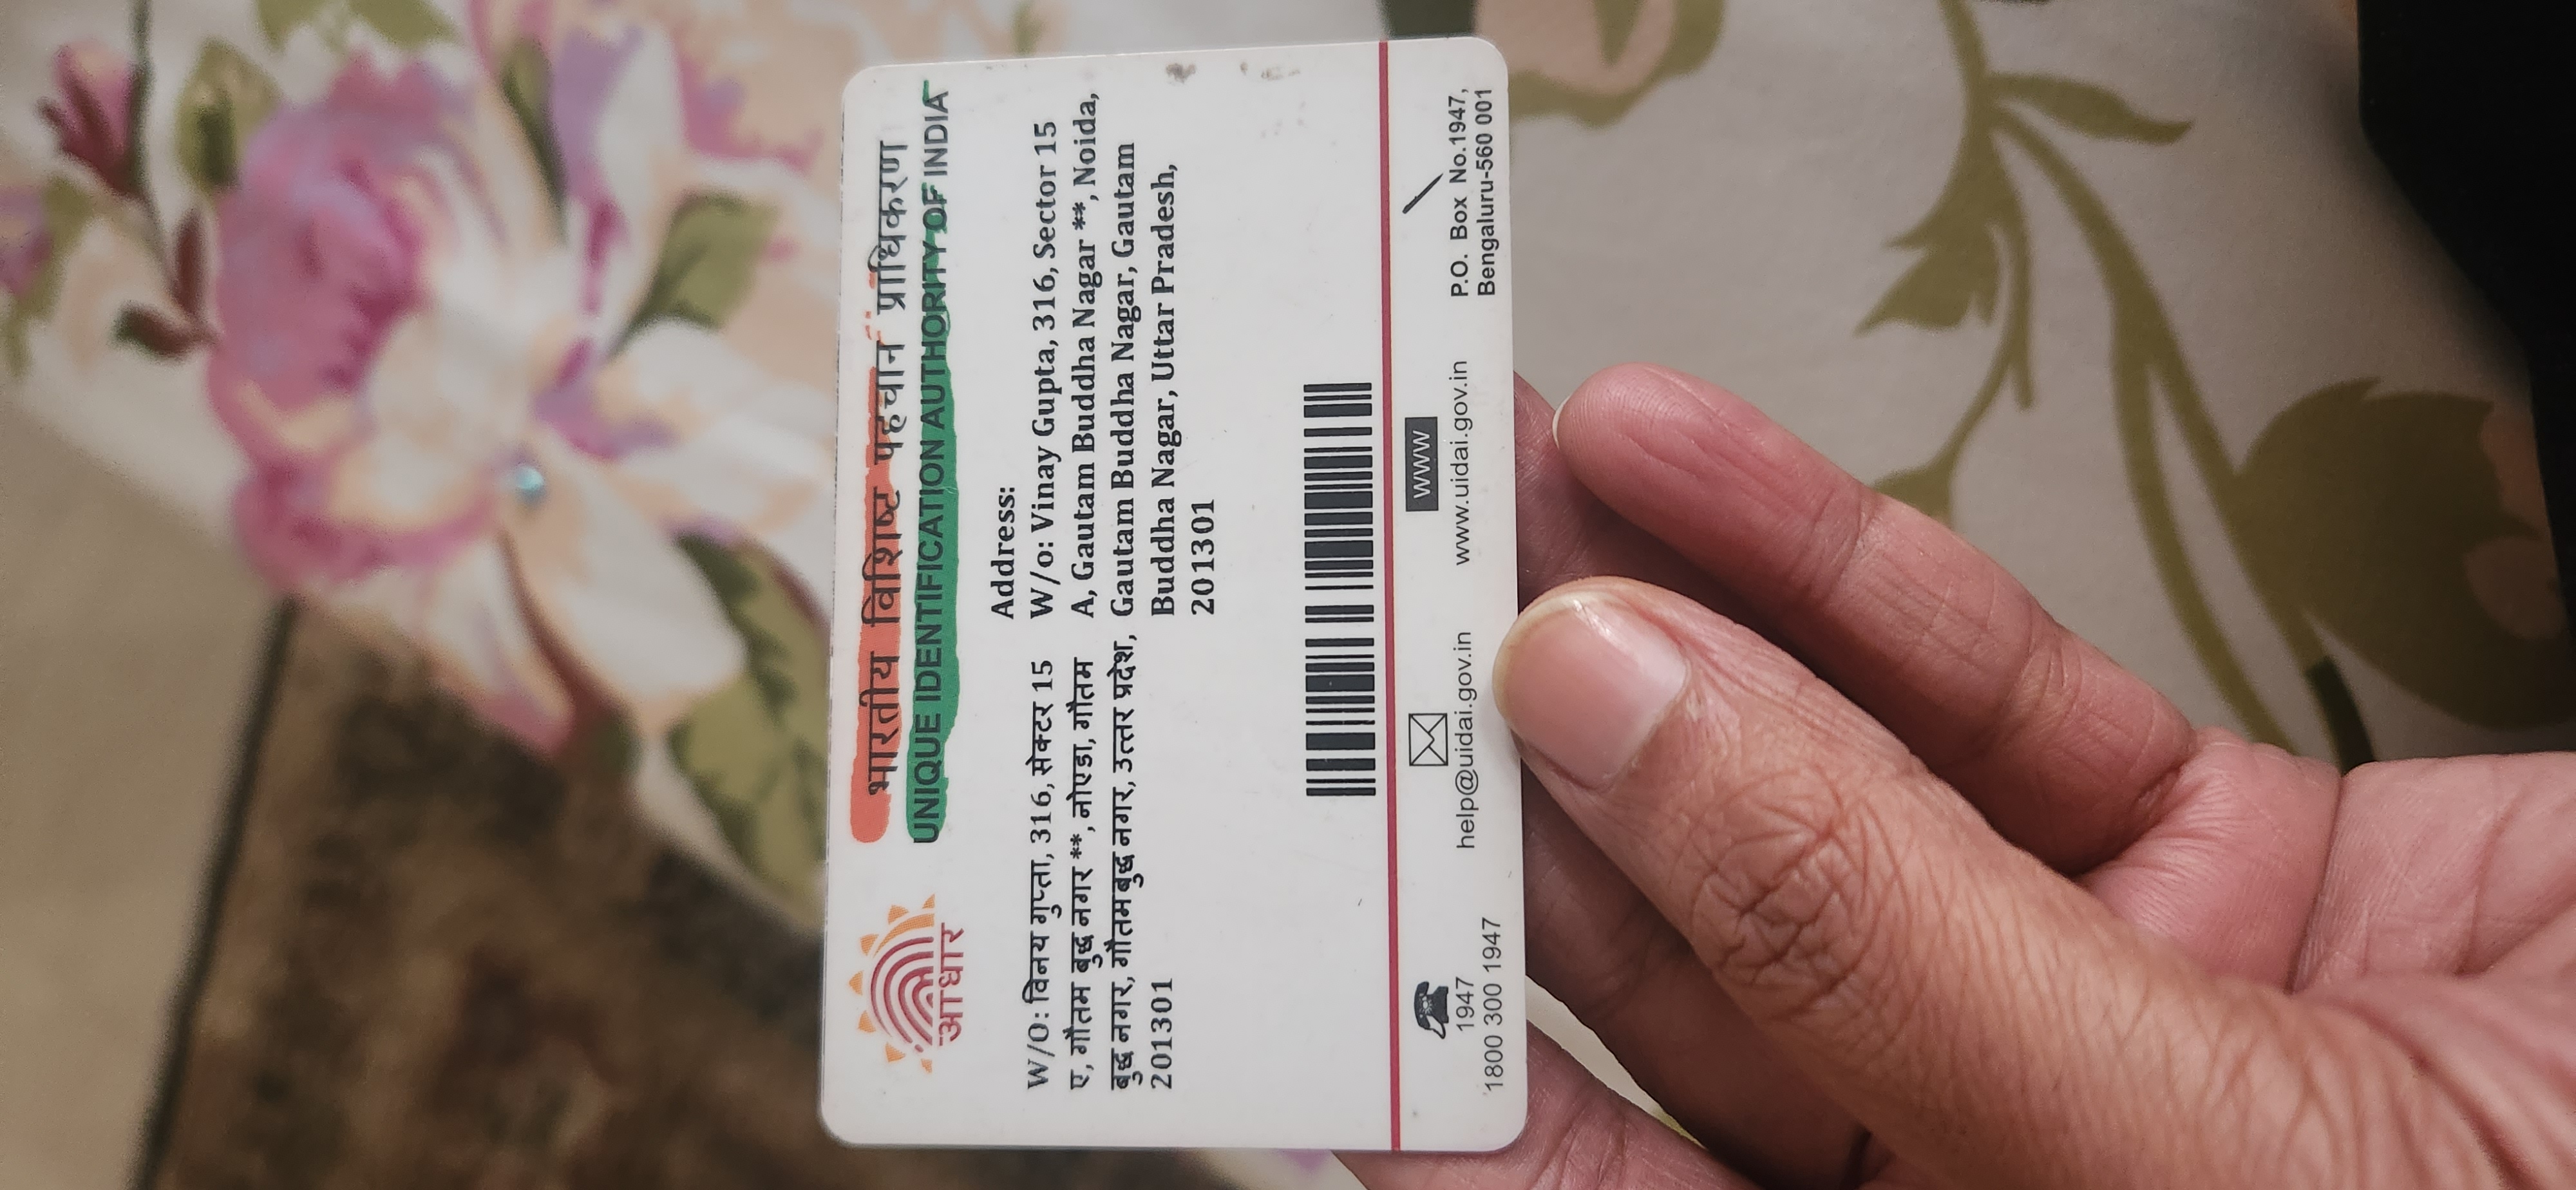 भारतीय विशिष्ट पहचान प्राधिकरण
UNIQUE IDENTIFICATION AUTHORITY OF INDIA
आधार
W/O: विनय गुप्ता, 316, सेक्टर 15
ए, गौतम बुद्ध नगर **, नोएडा, गौतम
बुद्ध नगर, गौतम बुद्ध नगर, उत्तर प्रदेश,
201301
Address:
W/o: Vinay Gupta, 316, Sector 15
A, Gautam Buddha Nagar **, Noida,
Gautam Buddha Nagar, Gautam
Buddha Nagar, Uttar Pradesh,
201301
1947
1800 300 1947
help@uidai.gov.in
WWW
www.uidai.gov.in
P.O. Box No.1947,
Bengaluru-560 001